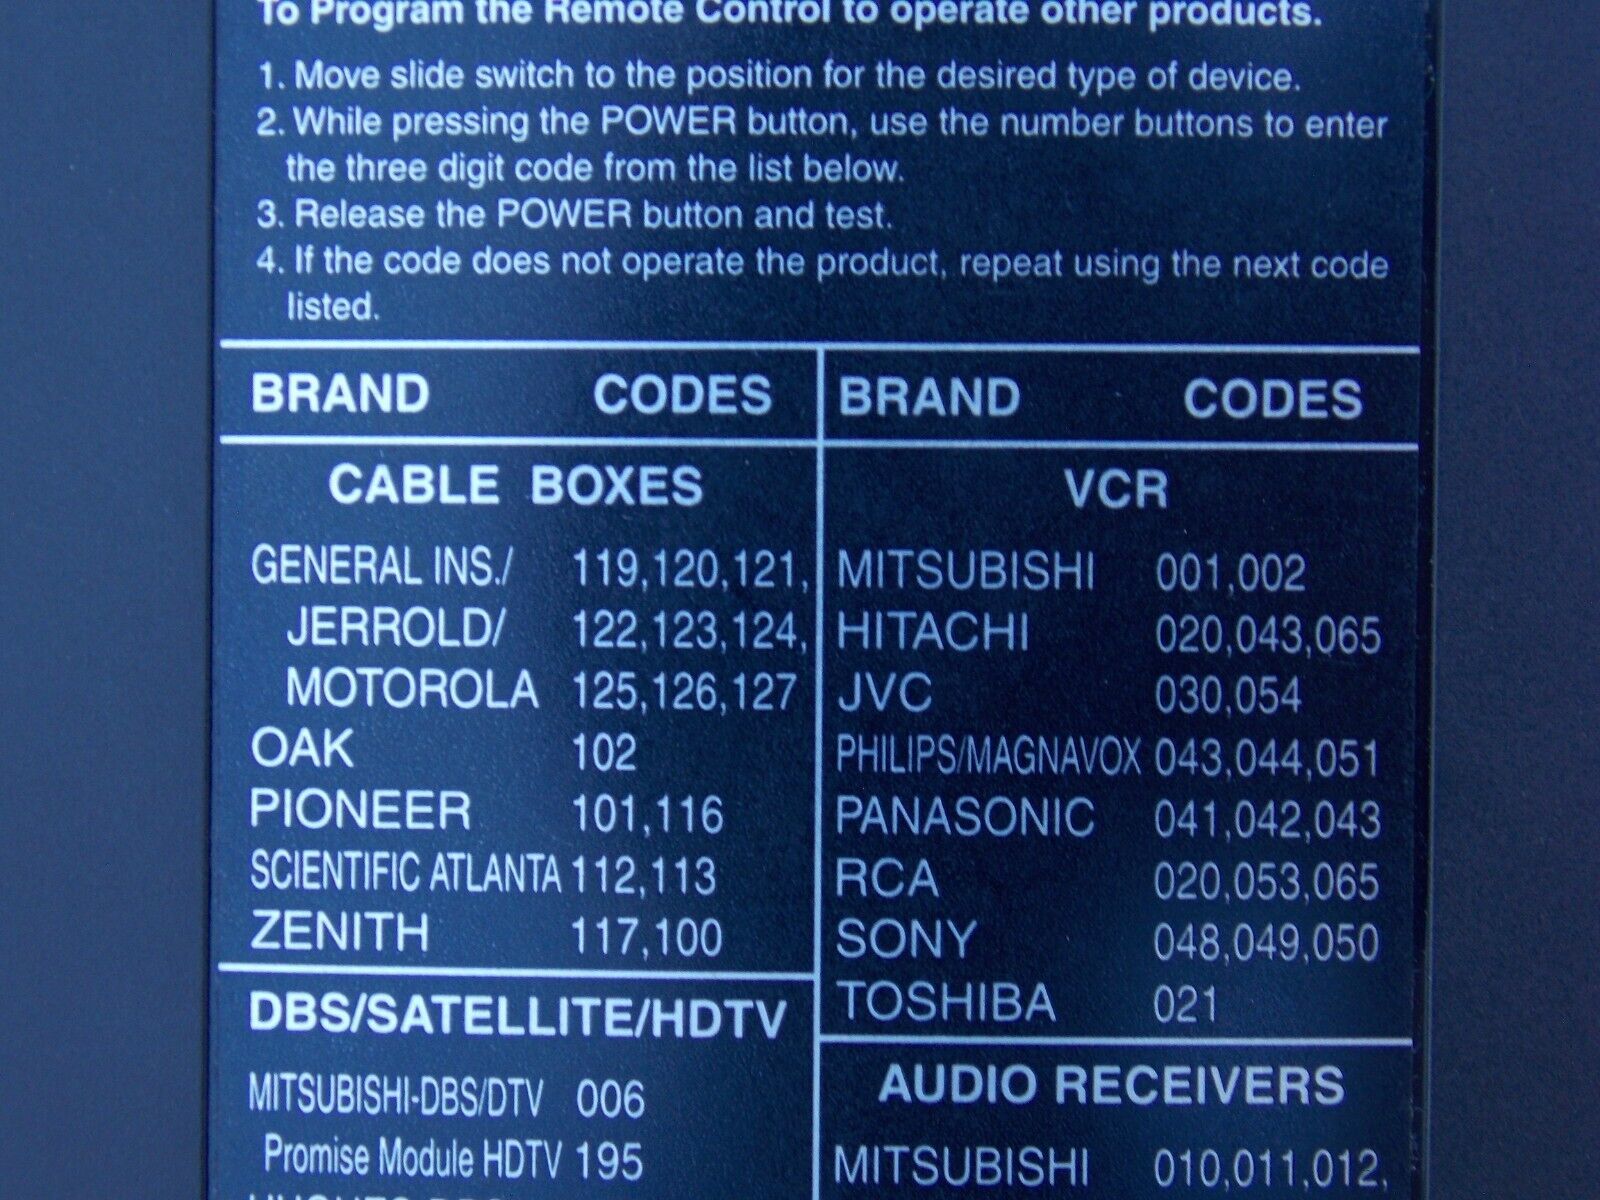 To Program the Remote Control to operate other products.
1. Move slide switch to the position for the desired type of device.
2. While pressing the POWER button, use the number buttons to enter
the three digit code from the list below.
3. Release the POWER button and test.
4. If the code does not operate the product, repeat using the next code
listed.
BRAND CODES
CABLE BOXES
GENERAL INS./ 119,120,121,
JERROLD/ 122,123,124,
MOTOROLA 125,126,127
OAK 102
PIONEER 101,116
SCIENTIFIC ATLANTA 112,113
ZENITH 117,100
DBS/SATELLITE/HDTV
MITSUBISHI-DBS/DTV 006
Promise Module HDTV 195
BRAND CODES
VCR
MITSUBISHI 001,002
HITACHI 020,043,065
JVC 030,054
PHILIPS/MAGNAVOX 043,044,051
PANASONIC 041,042,043
RCA 020,053,065
SONY 048,049,050
TOSHIBA 021
AUDIO RECEIVERS
MITSUBISHI 010,011,012,